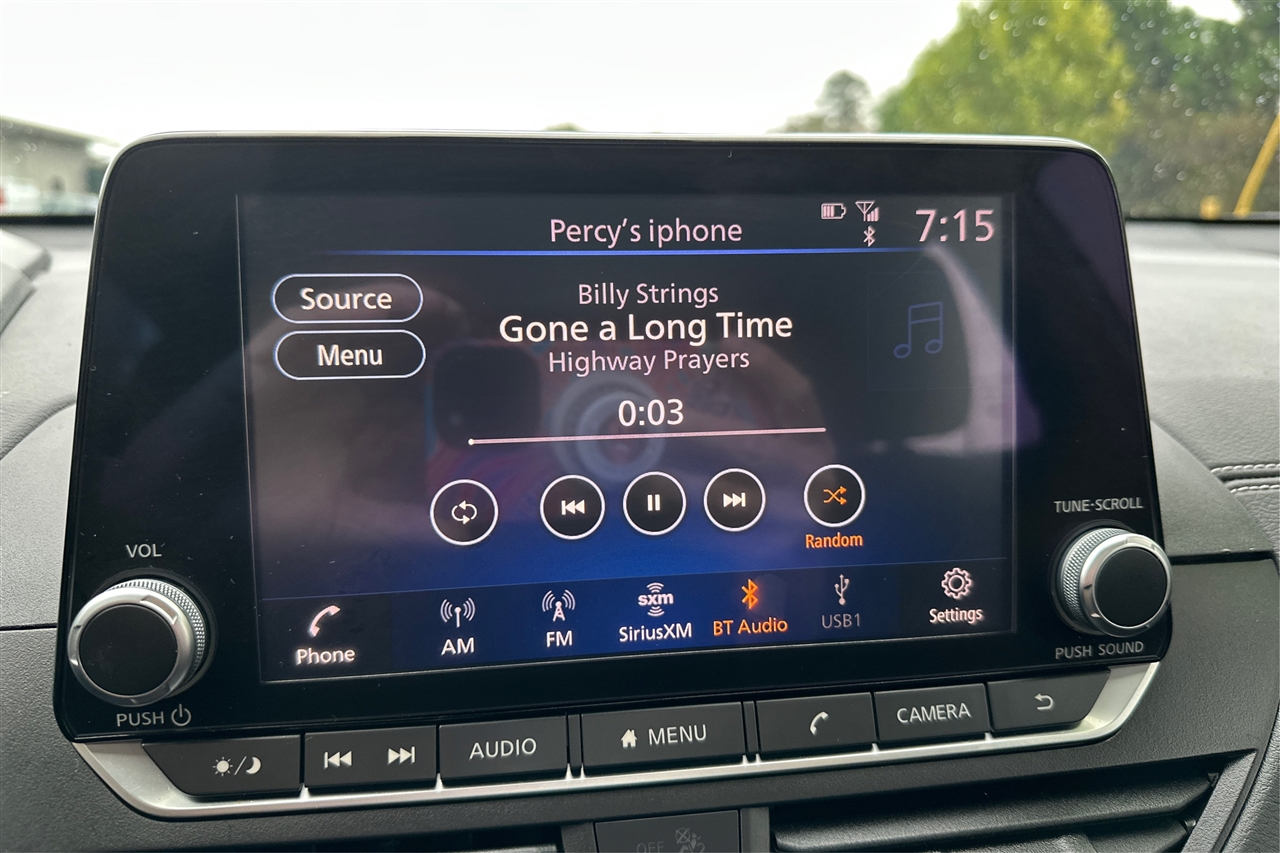 Percy's iphone
7:15
Source
Menu
Billy Strings
Gone a Long Time
Highway Prayers
0:03
Random
Phone
AM
FM
sxm
SiriusXM
BT Audio
USB1
Settings
VOL
PUSH
TUNE·SCROLL
PUSH SOUND
AUDIO
MENU
CAMERA
OFF